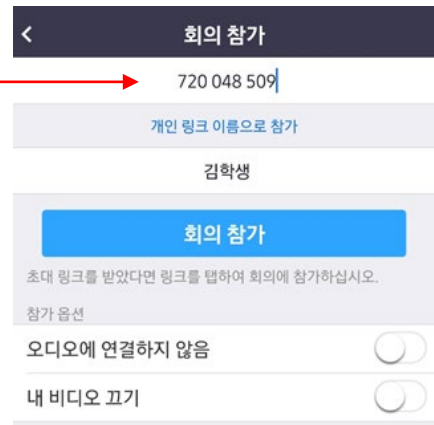 회의 참가
720 048 509
개인 링크 이름으로 참가
김학생
회의 참가
초대 링크를 받았다면 링크를 탭하여 회의에 참가하십시오.
참가 옵션
오디오에 연결하지 않음
내 비디오 끄기